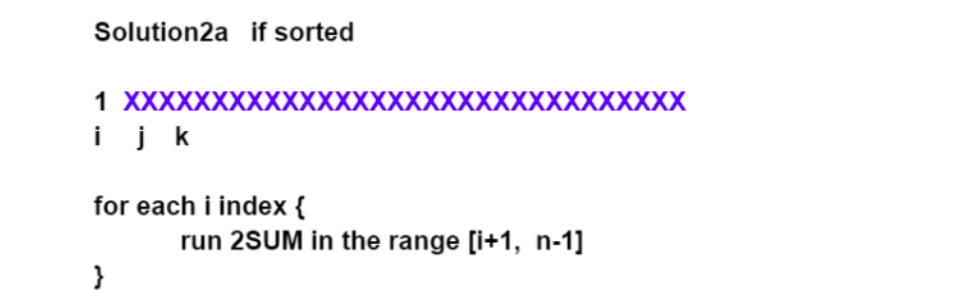 Solution2a if sorted
1 XXXXXXXXXXXXXXXXXXXXXXXXXXXXXXXX
i j k
for each i index {
run 2SUM in the range [i+1, n-1]
}